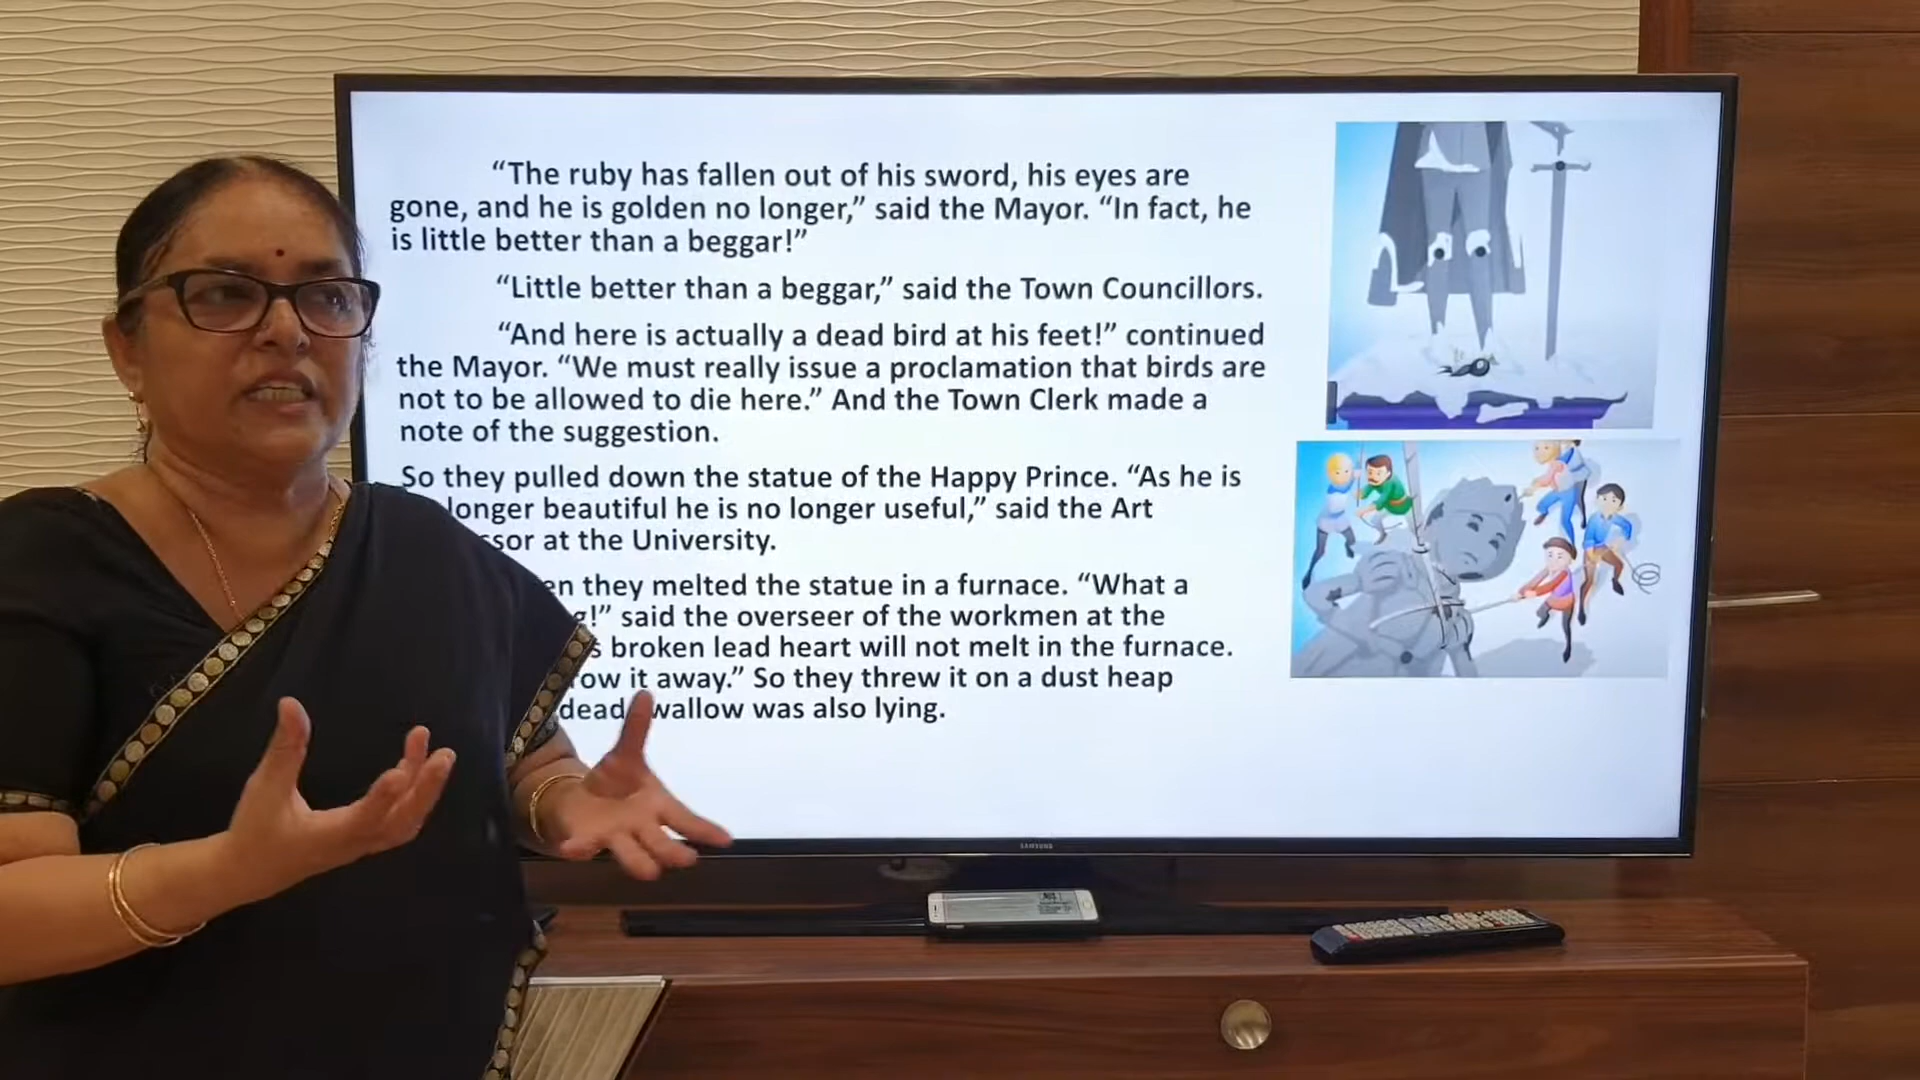 “The ruby has fallen out of his sword, his eyes are
gone, and he is golden no longer,” said the Mayor. “In fact, he
is little better than a beggar!”
“Little better than a beggar,” said the Town Councillors.
“And here is actually a dead bird at his feet!” continued
the Mayor. “We must really issue a proclamation that birds are
not to be allowed to die here.” And the Town Clerk made a
note of the suggestion.
So they pulled down the statue of the Happy Prince. “As he is
longer beautiful he is no longer useful,” said the Art
at the University.
they melted the statue in a furnace. “What a
said the overseer of the workmen at the
broken lead heart will not melt in the furnace.
it away.” So they threw it on a dust heap
dead wallow was also lying.
SAMSUNG